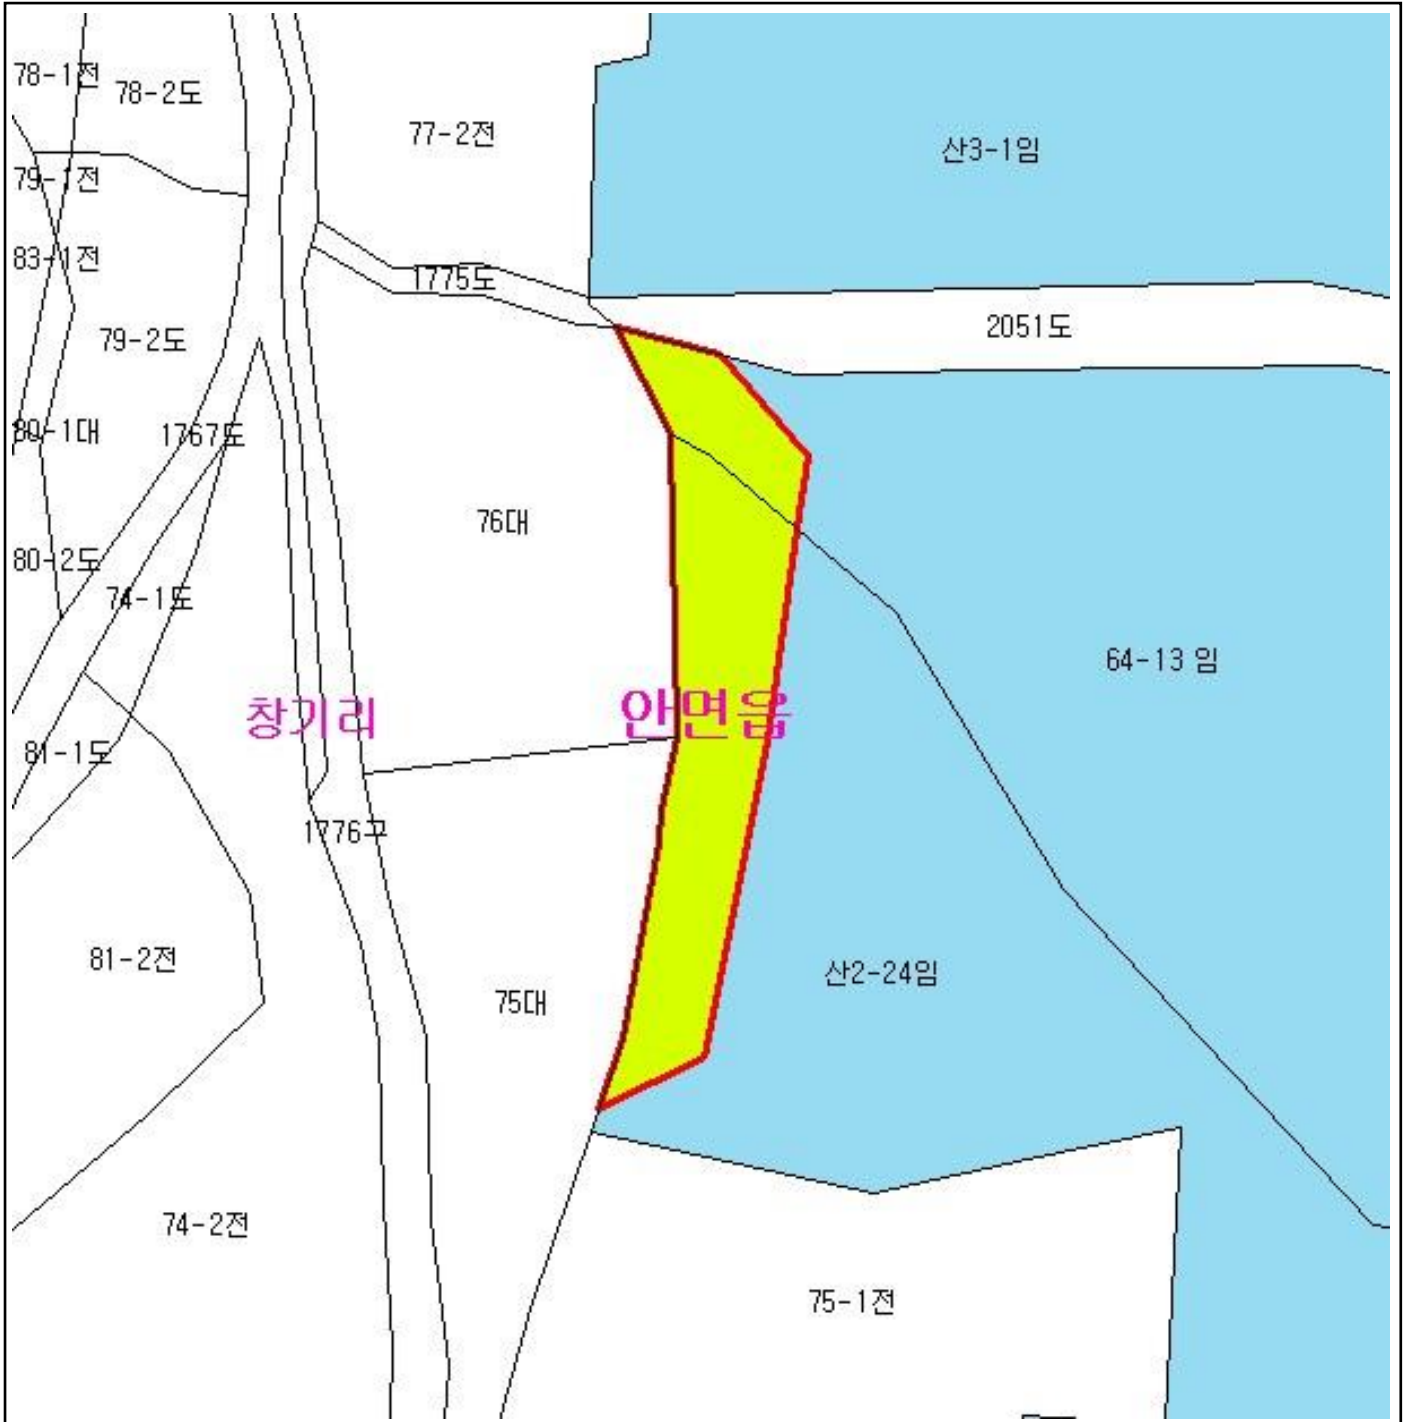 78-1전
78-2도
77-2전
산3-1임
79-1전
83-1전
1775도
2051도
79-2도
80-1대
1767도
76대
80-2도
74-1도
64-13 임
창기리
안면읍
81-1도
1776구
81-2전
산2-24임
75대
74-2전
75-1전